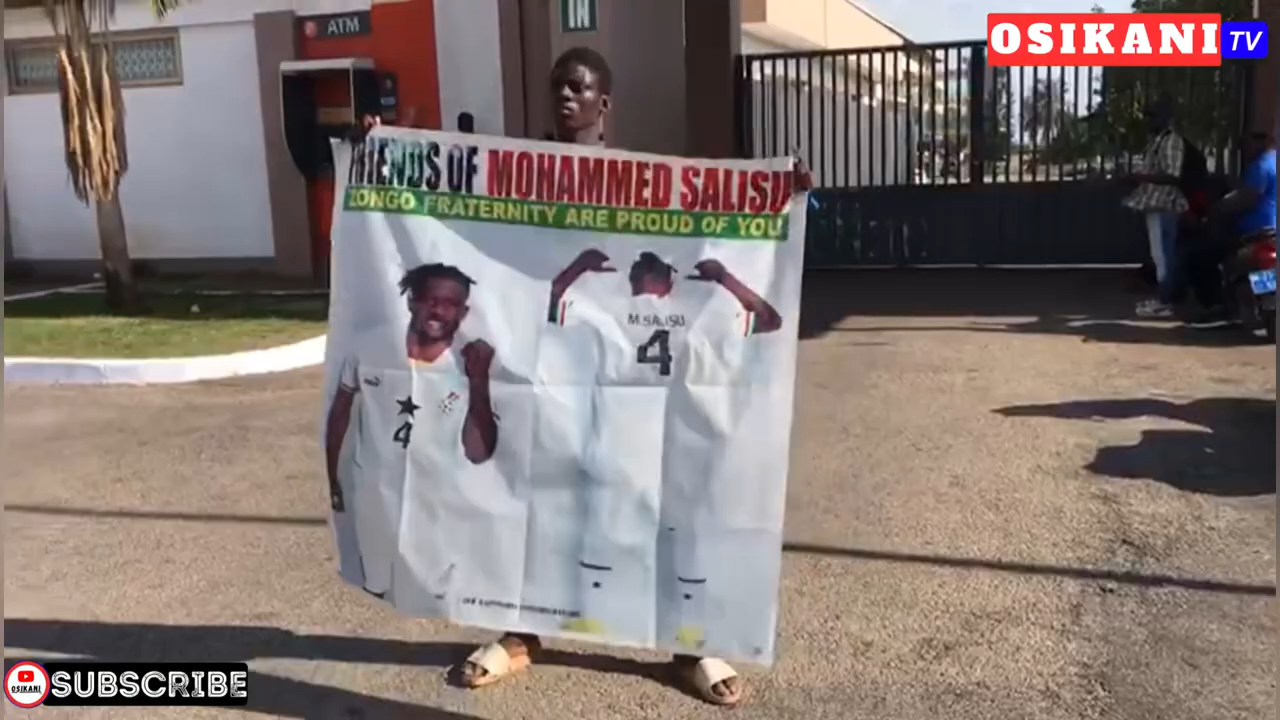 ATM
IN
OSIKANI TV
FRIENDS OF MOHAMMED SALISU
ZONGO FRATERNITY ARE PROUD OF YOU
M.SALISU
4
4
OSIKANI
SUBSCRIBE